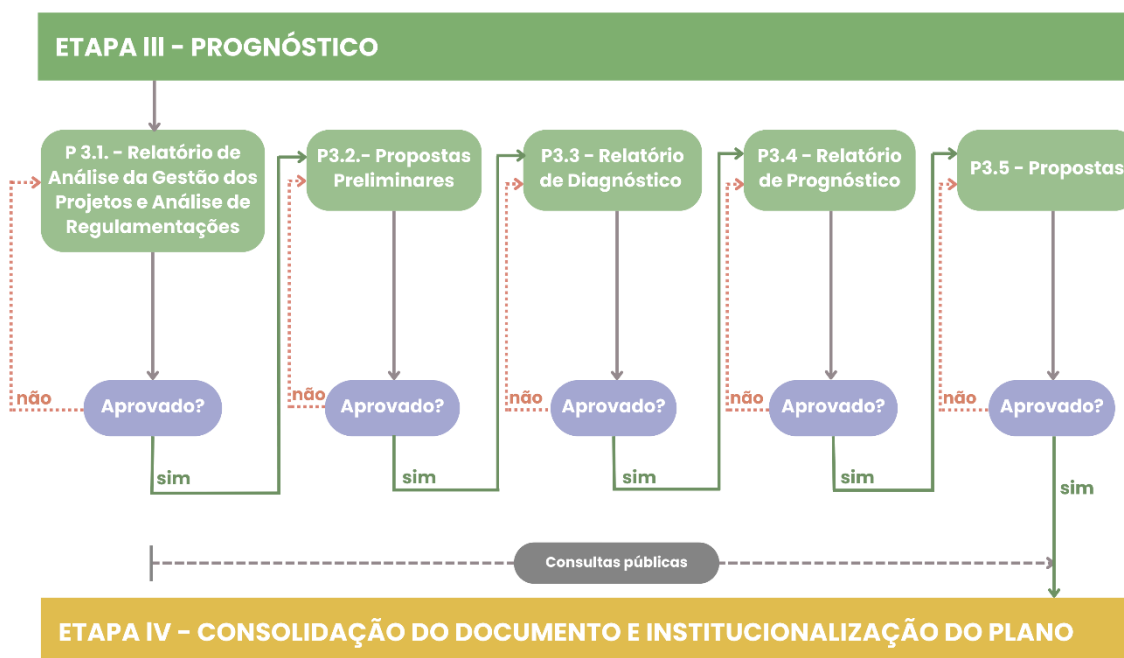 ETAPA III - PROGNÓSTICO
P 3.1. - Relatório de
Análise da Gestão dos
Projetos e Análise de
Regulamentações
P3.2.- Propostas
Preliminares
P3.3 - Relatório
de Diagnóstico
P3.4 - Relatório
de Prognóstico
P3.5 - Propostas
não
Aprovado?
não
Aprovado?
não
Aprovado?
não
Aprovado?
não
Aprovado?
sim
sim
sim
sim
sim
Consultas públicas
ETAPA IV - CONSOLIDAÇÃO DO DOCUMENTO E INSTITUCIONALIZAÇÃO DO PLANO